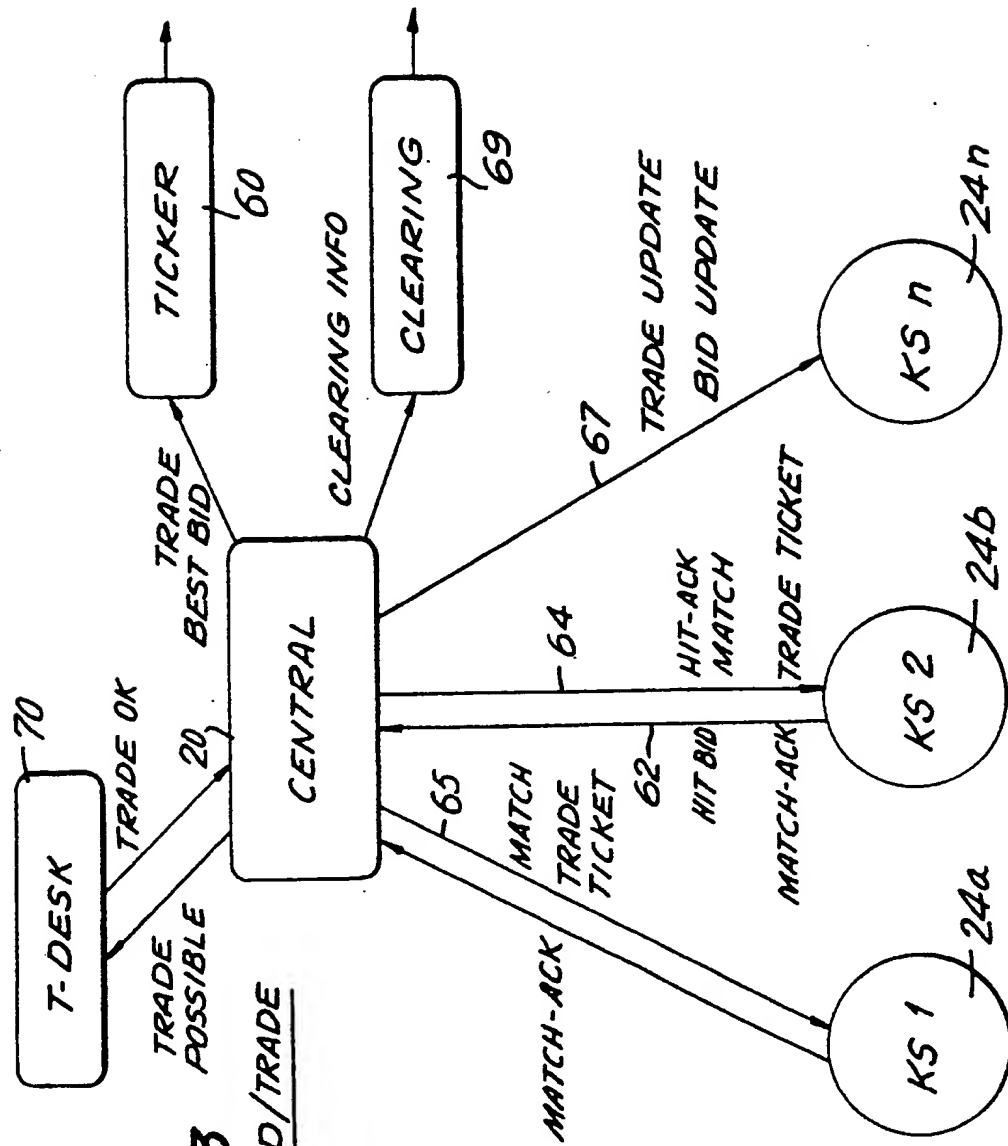 T-DESK
70
TRADE OK
TRADE
POSSIBLE
20
CENTRAL
TRADE
BEST BID
TICKER
60
CLEARING INFO
CLEARING
69
3
D/TRADE
65
MATCH
TRADE
TICKET
MATCH-ACK
62
HIT BID
MATCH-ACK
64
HIT-ACK
MATCH
TRADE TICKET
67
TRADE UPDATE
BID UPDATE
KS 1
24a
KS 2
24b
KS n
24n